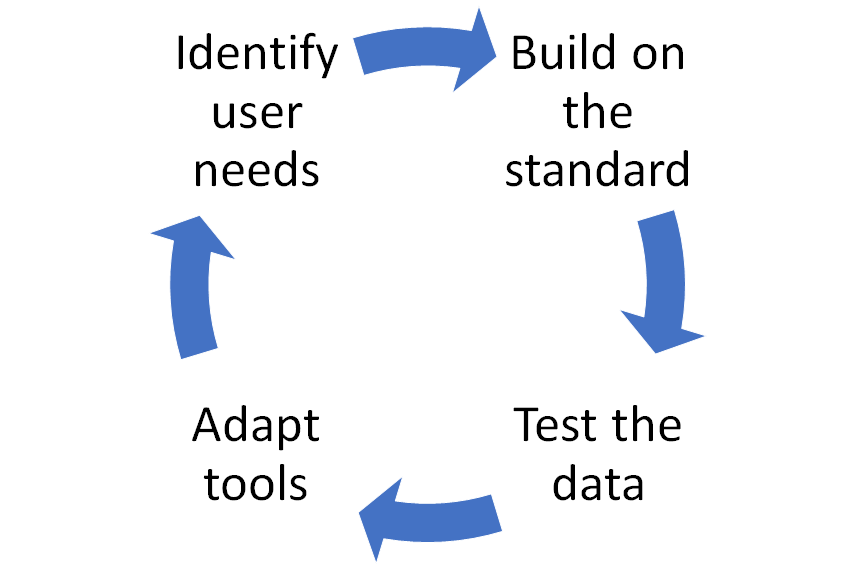 Identify
user
needs
Build on
the
standard
Test the
data
Adapt
tools